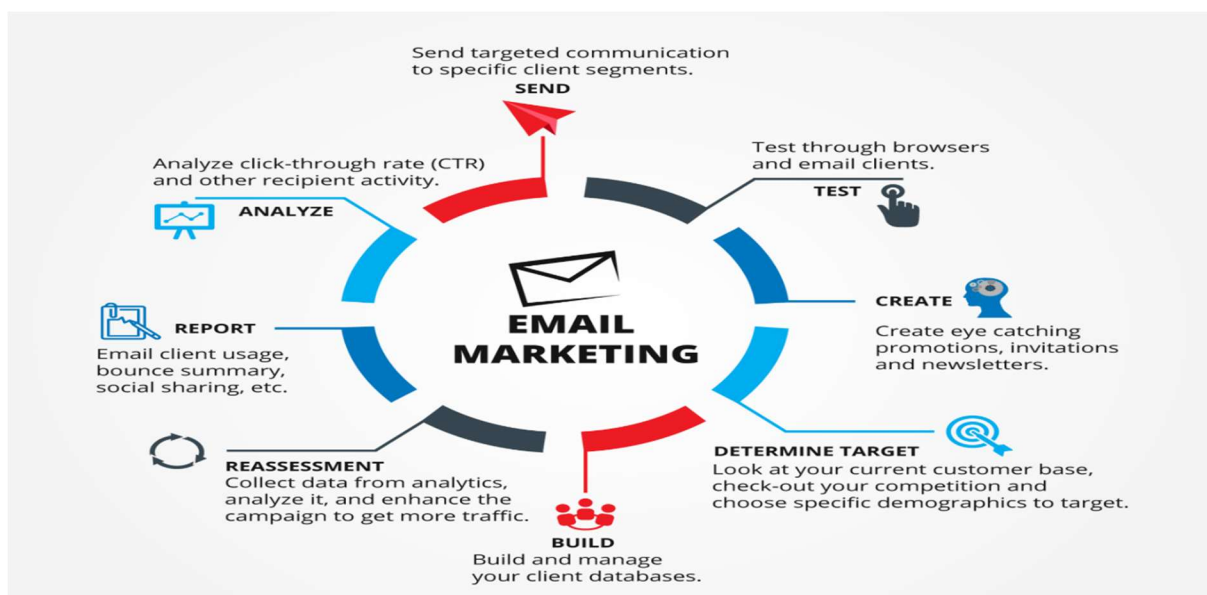 Send targeted communication
to specific client segments.
SEND
Test through browsers
and email clients.
TEST
Analyze click-through rate (CTR)
and other recipient activity.
ANALYZE
CREATE
Create eye catching
promotions, invitations
and newsletters.
EMAIL
MARKETING
REPORT
Email client usage,
bounce summary,
social sharing, etc.
DETERMINE TARGET
Look at your current customer base,
check-out your competition and
choose specific demographics to target.
REASSESSMENT
Collect data from analytics,
analyze it, and enhance the
campaign to get more traffic.
BUILD
Build and manage
your client databases.